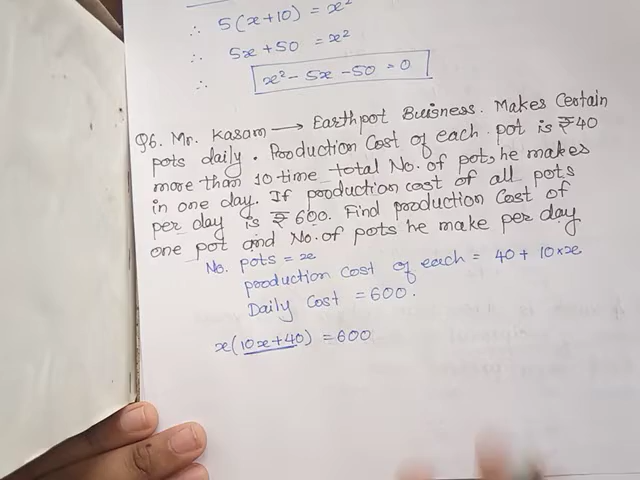 ∴ 5(x+10) = x²
∴ 5x+50 = x²
∴ x² - 5x - 50 = 0
Q6. Mr. Kasam ⟶ Earthpot Buisness. Makes Certain
pots daily. Production Cost of each pot is ₹40
more than 10 time total No. of pots, he makes
in one day. If production cost of all pots
per day is ₹600. Find production Cost of
one pot and No. of pots he make per day
No. pots = x
production cost of each = 40 + 10×x
Daily Cost = 600.
x(10x+40) = 600